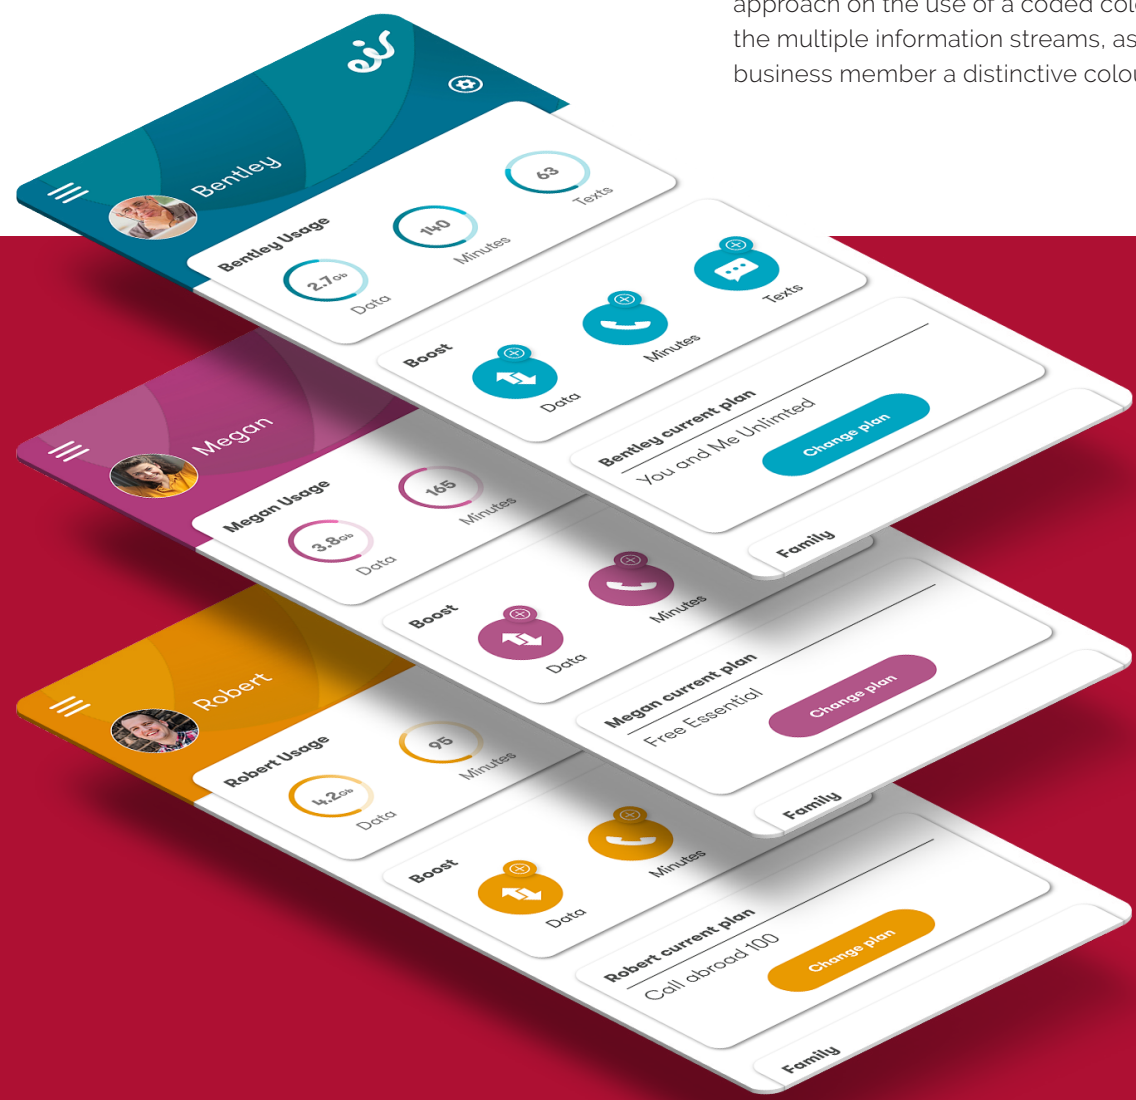 approach on the use of a coded colo
the multiple information streams, as
business member a distinctive colou
eir
Bentley
Bentley Usage
2.7Gb
Data
140
Minutes
63
Texts
Boost
Data
Minutes
Texts
Bentley current plan
You and Me Unlimted
Change plan
Family
Megan
Megan Usage
3.8Gb
Data
165
Minutes
Boost
Data
Minutes
Megan current plan
Free Essential
Change plan
Family
Robert
Robert Usage
4.2Gb
Data
95
Minutes
Boost
Data
Minutes
Robert current plan
Call abroad 100
Change plan
Family